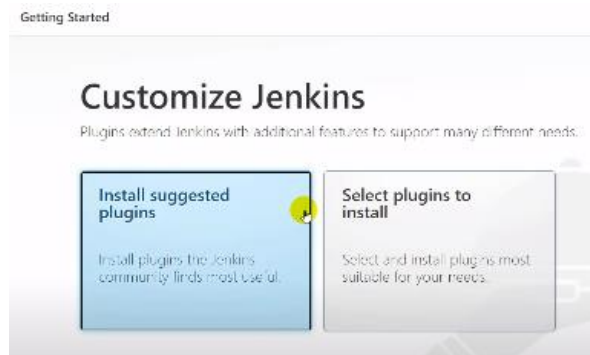 Getting Started
Customize Jenkins
Plugins extend Jenkins with additional features to support many different needs.
Install suggested
plugins
Install plugins the Jenkins
community finds most useful.
Select plugins to
install
Select and install plugins most
suitable for your needs.